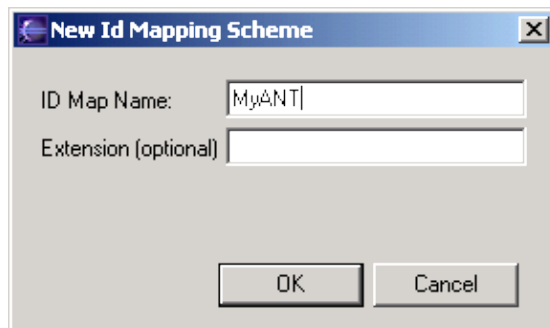 New Id Mapping Scheme
ID Map Name: MyANT
Extension (optional)
OK Cancel